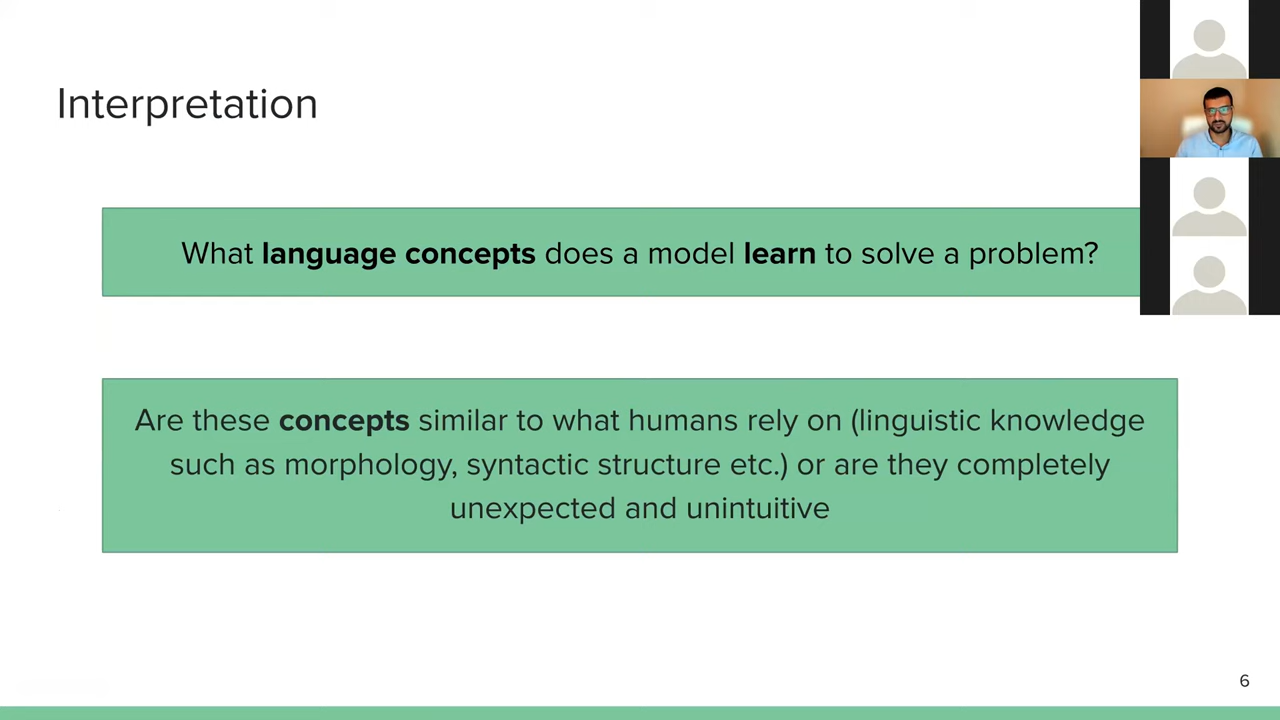 Interpretation
What language concepts does a model learn to solve a problem?
Are these concepts similar to what humans rely on (linguistic knowledge
such as morphology, syntactic structure etc.) or are they completely
unexpected and unintuitive
6